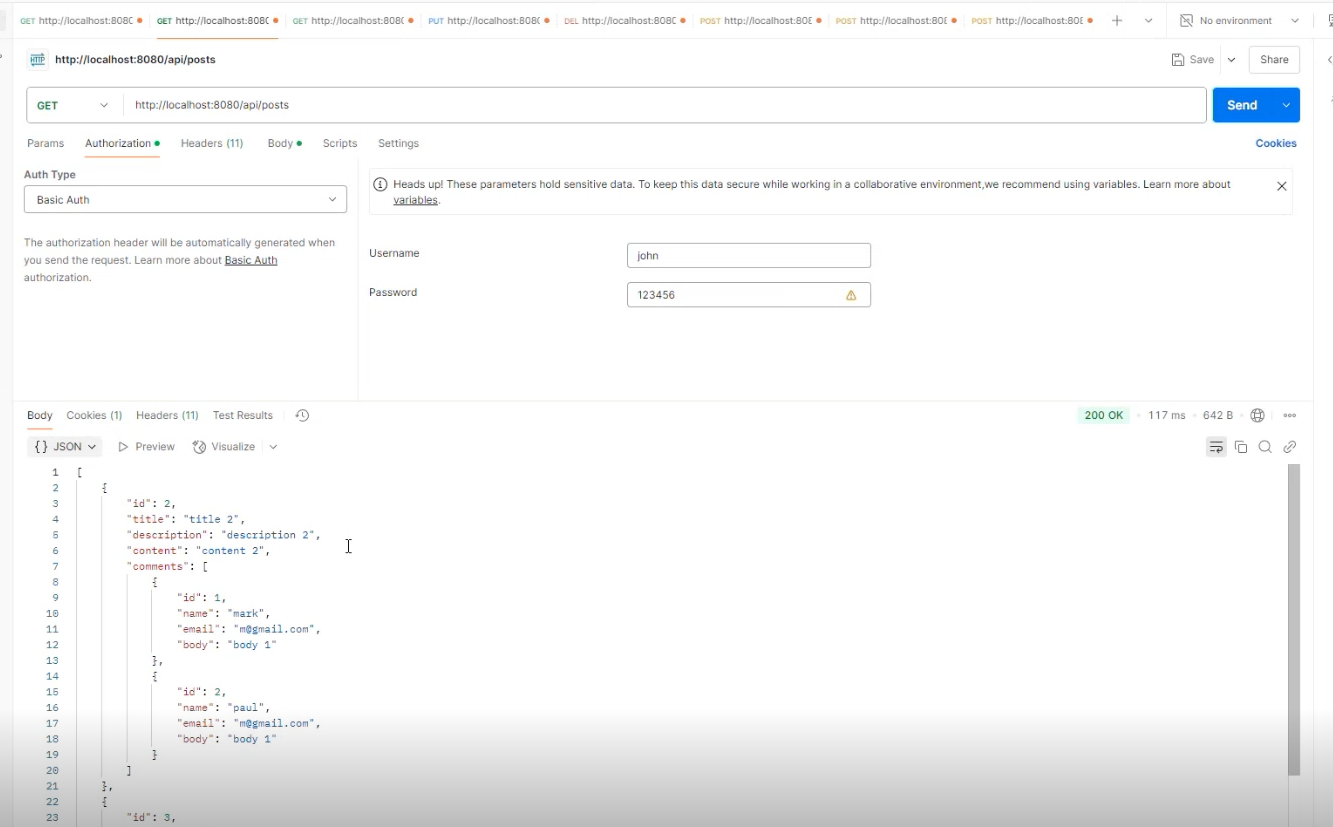 GET http://localhost:8080 GET http://localhost:8080 GET http://localhost:8080 PUT http://localhost:8080 DEL http://localhost:8080 POST http://localhost:808 POST http://localhost:808 POST http://localhost:808 No environment
HTTP http://localhost:8080/api/posts Save Share
GET http://localhost:8080/api/posts Send
Params Authorization Headers (11) Body Scripts Settings Cookies
Auth Type
Basic Auth
Heads up! These parameters hold sensitive data. To keep this data secure while working in a collaborative environment,we recommend using variables. Learn more about
variables.
The authorization header will be automatically generated when
you send the request. Learn more about Basic Auth
authorization.
Username john
Password 123456
Body Cookies (1) Headers (11) Test Results 200 OK 117 ms 642 B
{} JSON Preview Visualize
1 [
2 {
3 "id": 2,
4 "title": "title 2",
5 "description": "description 2",
6 "content": "content 2",
7 "comments": [
8 {
9 "id": 1,
10 "name": "mark",
11 "email": "m@gmail.com",
12 "body": "body 1"
13 },
14 {
15 "id": 2,
16 "name": "paul",
17 "email": "m@gmail.com",
18 "body": "body 1"
19 }
20 ]
21 },
22 {
23 "id": 3,